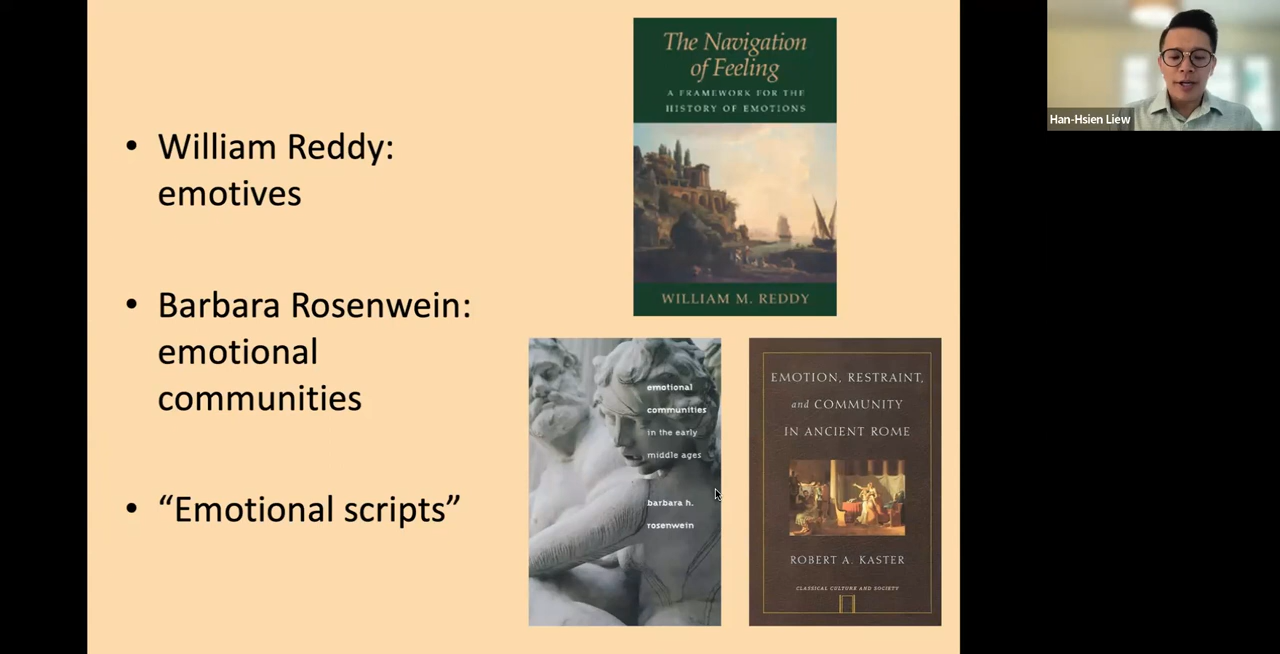 • William Reddy:
emotives
• Barbara Rosenwein:
emotional
communities
• “Emotional scripts”
The Navigation
of Feeling
A FRAMEWORK FOR THE
HISTORY OF EMOTIONS
WILLIAM M. REDDY
emotional
communities
in the early
middle ages
barbara h.
rosenwein
EMOTION, RESTRAINT,
and COMMUNITY
IN ANCIENT ROME
ROBERT A. KASTER
CLASSICAL CULTURE AND SOCIETY
Han-Hsien Liew